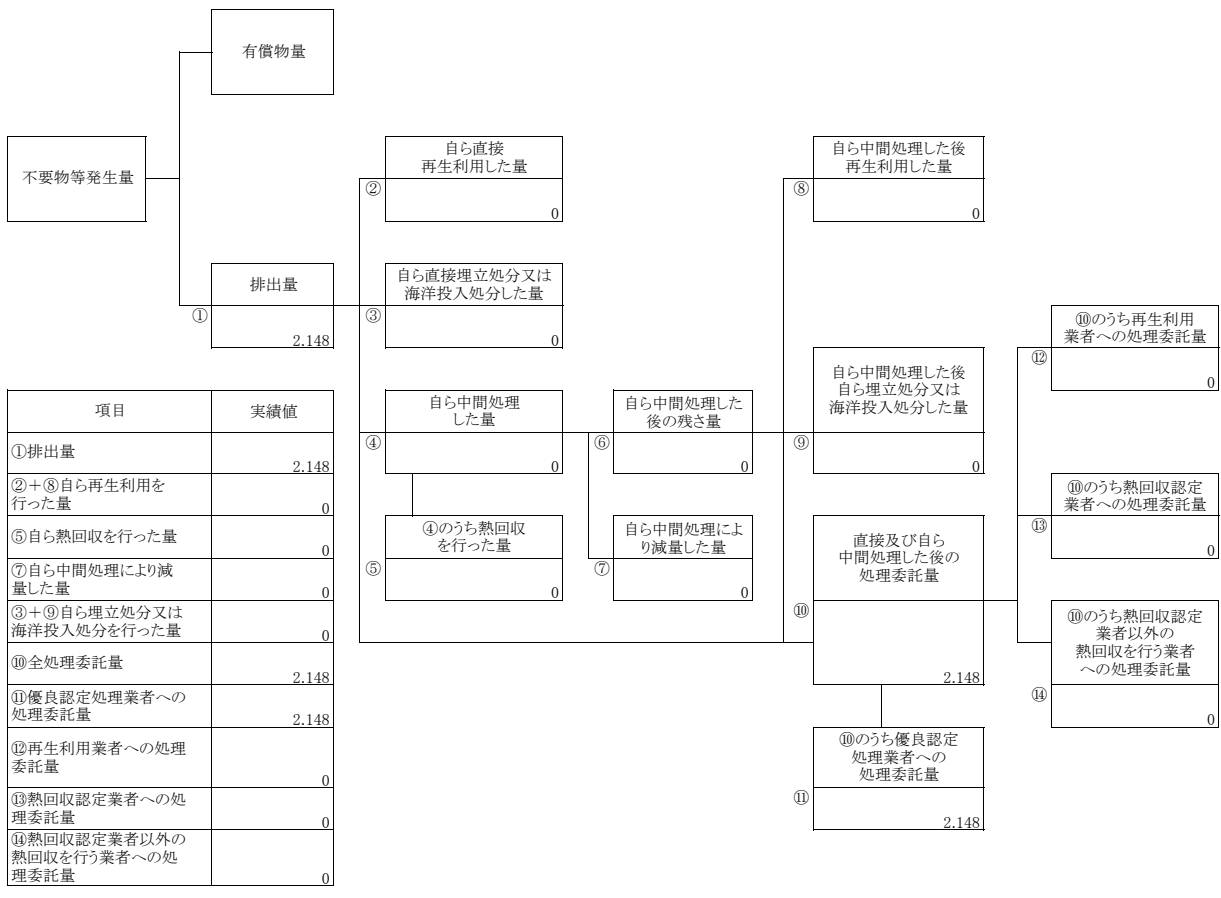 有償物量
不要物等発生量
排出量
①
2.148
自ら直接
再生利用した量
②
0
自ら直接埋立処分又は
海洋投入処分した量
③
0
自ら中間処理
した量
④
0
④のうち熱回収
を行った量
⑤
0
自ら中間処理した
後の残さ量
⑥
0
自ら中間処理によ
り減量した量
⑦
0
自ら中間処理した後
再生利用した量
⑧
0
自ら中間処理した後
自ら埋立処分又は
海洋投入処分した量
⑨
0
直接及び自ら
中間処理した後の
処理委託量
⑩
2.148
⑩のうち優良認定
処理業者への
処理委託量
⑪
2.148
⑩のうち再生利用
業者への処理委託量
⑫
0
⑩のうち熱回収認定
業者への処理委託量
⑬
0
⑩のうち熱回収認定
業者以外の
熱回収を行う業者
への処理委託量
⑭
0
項目 実績値
①排出量
2.148
②＋⑧自ら再生利用を
行った量
0
⑤自ら熱回収を行った量
0
⑦自ら中間処理により減
量した量
0
③＋⑨自ら埋立処分又は
海洋投入処分を行った量
0
⑩全処理委託量
2.148
⑪優良認定処理業者への
処理委託量
2.148
⑫再生利用業者への処理
委託量
0
⑬熱回収認定業者への処
理委託量
0
⑭熱回収認定業者以外の
熱回収を行う業者への処
理委託量
0